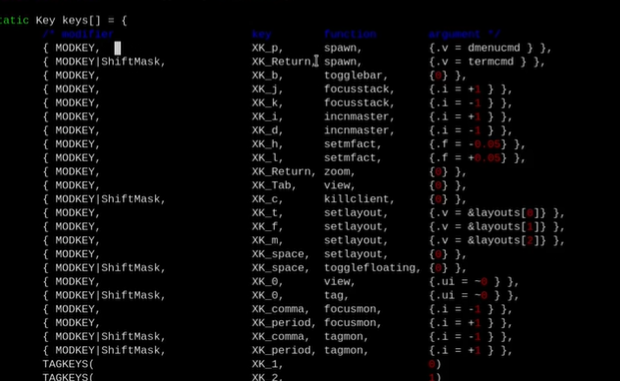 static Key keys[] = {
/* modifier key function argument */
{ MODKEY, XK_p, spawn, {.v = dmenucmd } },
{ MODKEY|ShiftMask, XK_Return, spawn, {.v = termcmd } },
{ MODKEY, XK_b, togglebar, {0} },
{ MODKEY, XK_j, focusstack, {.i = +1 } },
{ MODKEY, XK_k, focusstack, {.i = -1 } },
{ MODKEY, XK_i, incnmaster, {.i = +1 } },
{ MODKEY, XK_d, incnmaster, {.i = -1 } },
{ MODKEY, XK_h, setmfact, {.f = -0.05} },
{ MODKEY, XK_l, setmfact, {.f = +0.05} },
{ MODKEY, XK_Return, zoom, {0} },
{ MODKEY, XK_Tab, view, {0} },
{ MODKEY|ShiftMask, XK_c, killclient, {0} },
{ MODKEY, XK_t, setlayout, {.v = &layouts[0]} },
{ MODKEY, XK_f, setlayout, {.v = &layouts[1]} },
{ MODKEY, XK_m, setlayout, {.v = &layouts[2]} },
{ MODKEY, XK_space, setlayout, {0} },
{ MODKEY|ShiftMask, XK_space, togglefloating, {0} },
{ MODKEY, XK_0, view, {.ui = ~0 } },
{ MODKEY|ShiftMask, XK_0, tag, {.ui = ~0 } },
{ MODKEY, XK_comma, focusmon, {.i = -1 } },
{ MODKEY, XK_period, focusmon, {.i = +1 } },
{ MODKEY|ShiftMask, XK_comma, tagmon, {.i = -1 } },
{ MODKEY|ShiftMask, XK_period, tagmon, {.i = +1 } },
TAGKEYS( XK_1, 0)
TAGKEYS( XK_2, 1)